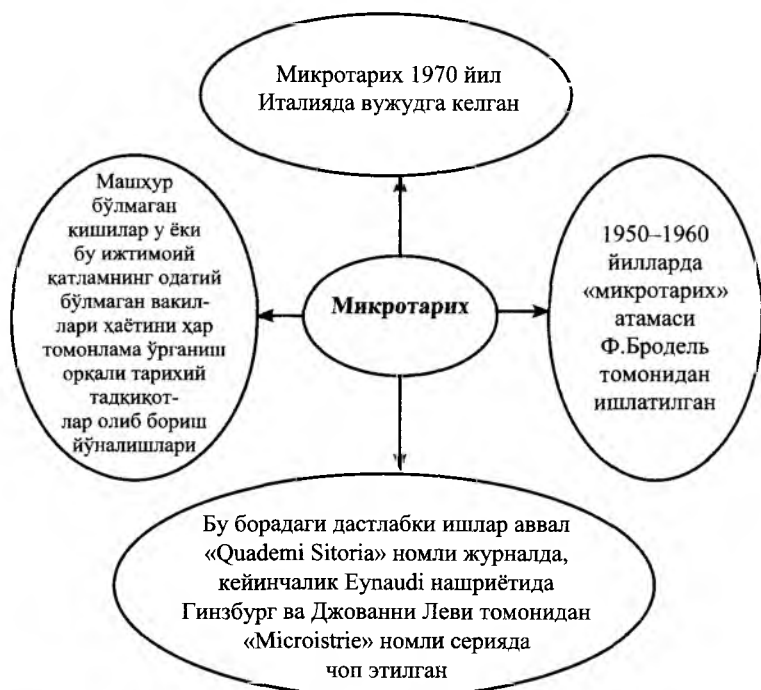 Микротарих 1970 йил
Италияда вужудга келган
Машҳур
бўлмаган
кишилар у ёки
бу ижтимоий
қатламнинг одатий
бўлмаган вакил-
лари ҳаётини ҳар
томонлама ўрганиш
орқали тарихий
тадқиқот-
лар олиб бориш
йўналишлари
Микротарих
1950–1960
йилларда
«микротарих»
атамаси
Ф.Бродель
томонидан
ишлатилган
Бу борадаги дастлабки ишлар аввал
«Quademi Sitoria» номли журналда,
кейинчалик Eynaudi нашриётида
Гинзбург ва Джованни Леви томонидан
«Microistrie» номли серияда
чоп этилган